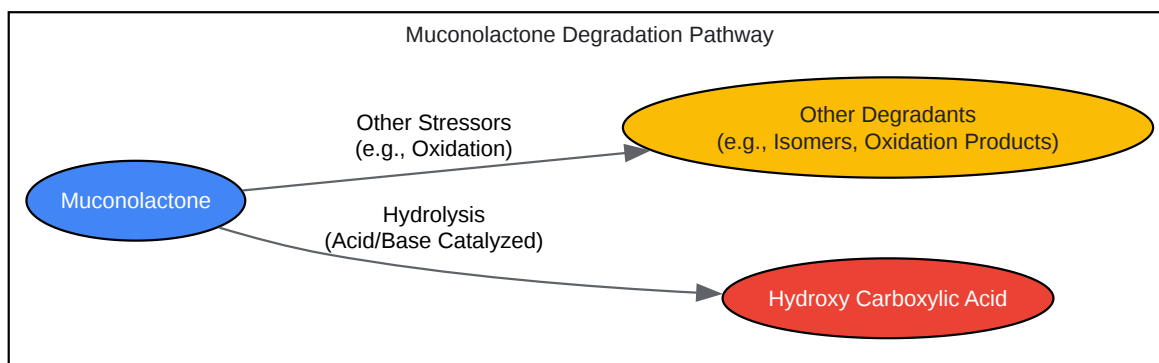 Muconolactone Degradation Pathway
Other Stressors
(e.g., Oxidation)
Other Degradants
(e.g., Isomers, Oxidation Products)
Muconolactone
Hydrolysis
(Acid/Base Catalyzed)
Hydroxy Carboxylic Acid